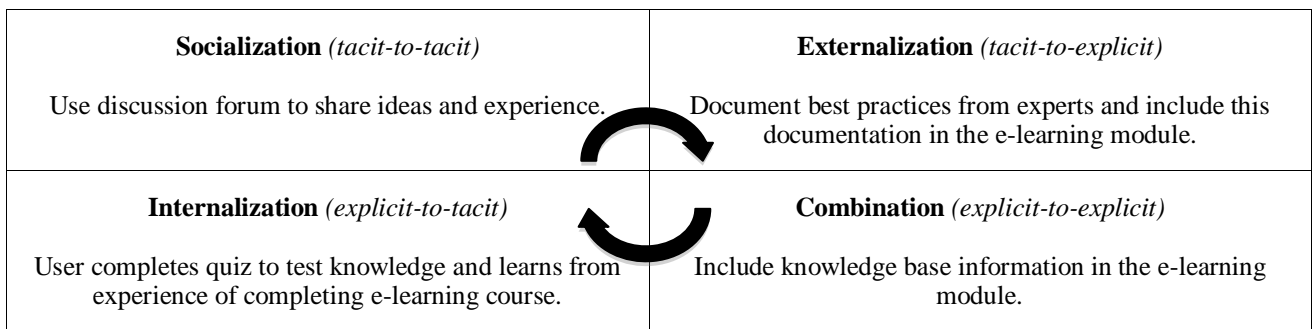 Socialization (tacit-to-tacit)
Use discussion forum to share ideas and experience.
Externalization (tacit-to-explicit)
Document best practices from experts and include this
documentation in the e-learning module.
Internalization (explicit-to-tacit)
User completes quiz to test knowledge and learns from
experience of completing e-learning course.
Combination (explicit-to-explicit)
Include knowledge base information in the e-learning
module.